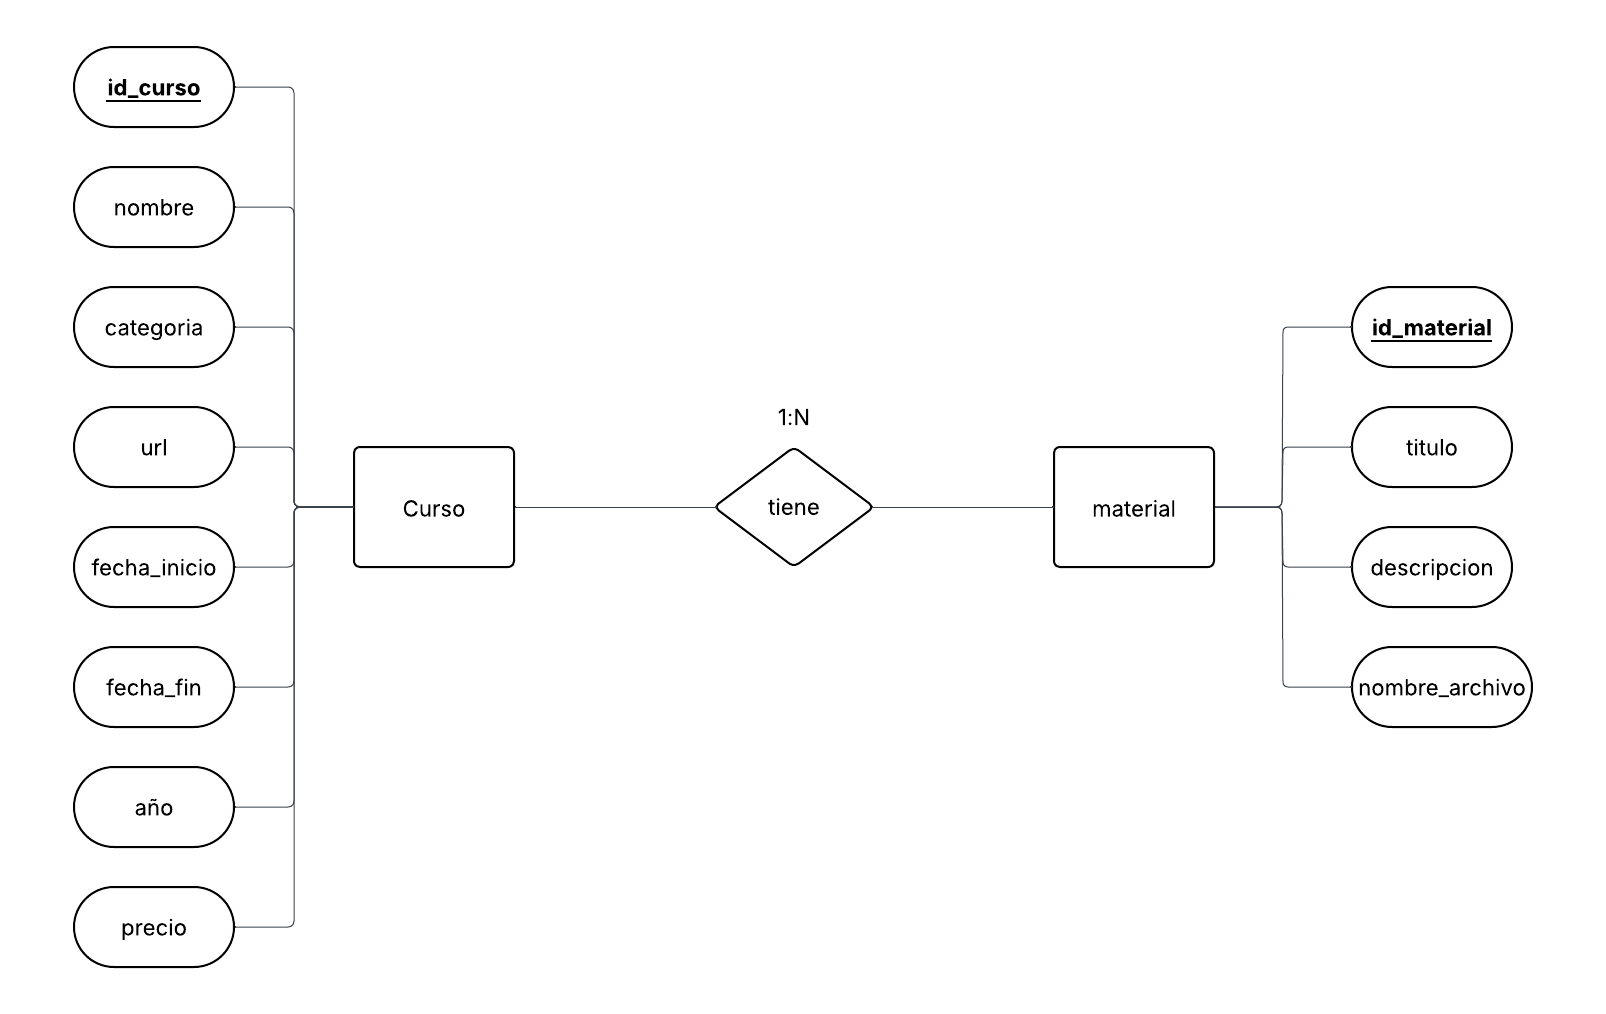 id_curso
nombre
categoria
url
fecha_inicio
fecha_fin
año
precio
Curso
1:N
tiene
material
id_material
titulo
descripcion
nombre_archivo